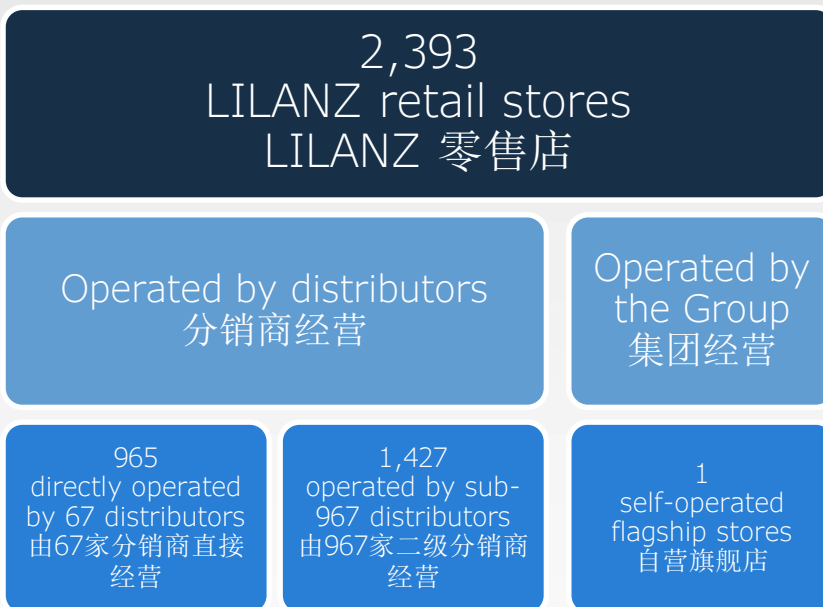 2,393
LILANZ retail stores
LILANZ 零售店
Operated by distributors
分销商经营
Operated by
the Group
集团经营
965
directly operated
by 67 distributors
由67家分销商直接
经营
1,427
operated by sub-
967 distributors
由967家二级分销商
经营
1
self-operated
flagship stores
自营旗舰店